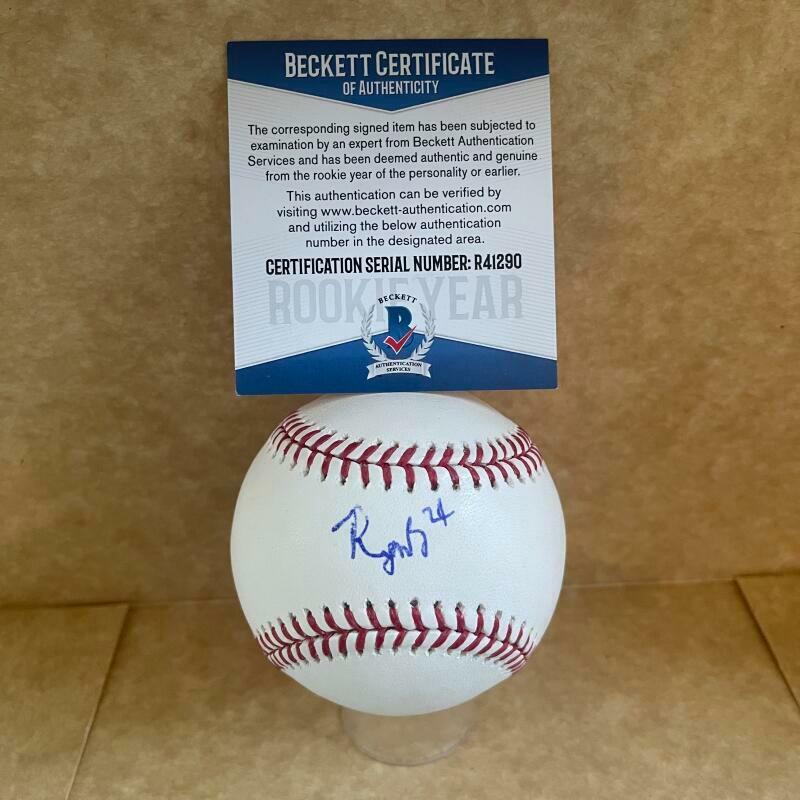 BECKETT CERTIFICATE
OF AUTHENTICITY
The corresponding signed item has been subjected to
examination by an expert from Beckett Authentication
Services and has been deemed authentic and genuine
from the rookie year of the personality or earlier.
This authentication can be verified by
visiting www.beckett-authentication.com
and utilizing the below authentication
number in the designated area.
CERTIFICATION SERIAL NUMBER: R41290
ROOKIE YEAR
BECKETT
B
AUTHENTICATION
SERVICES
24